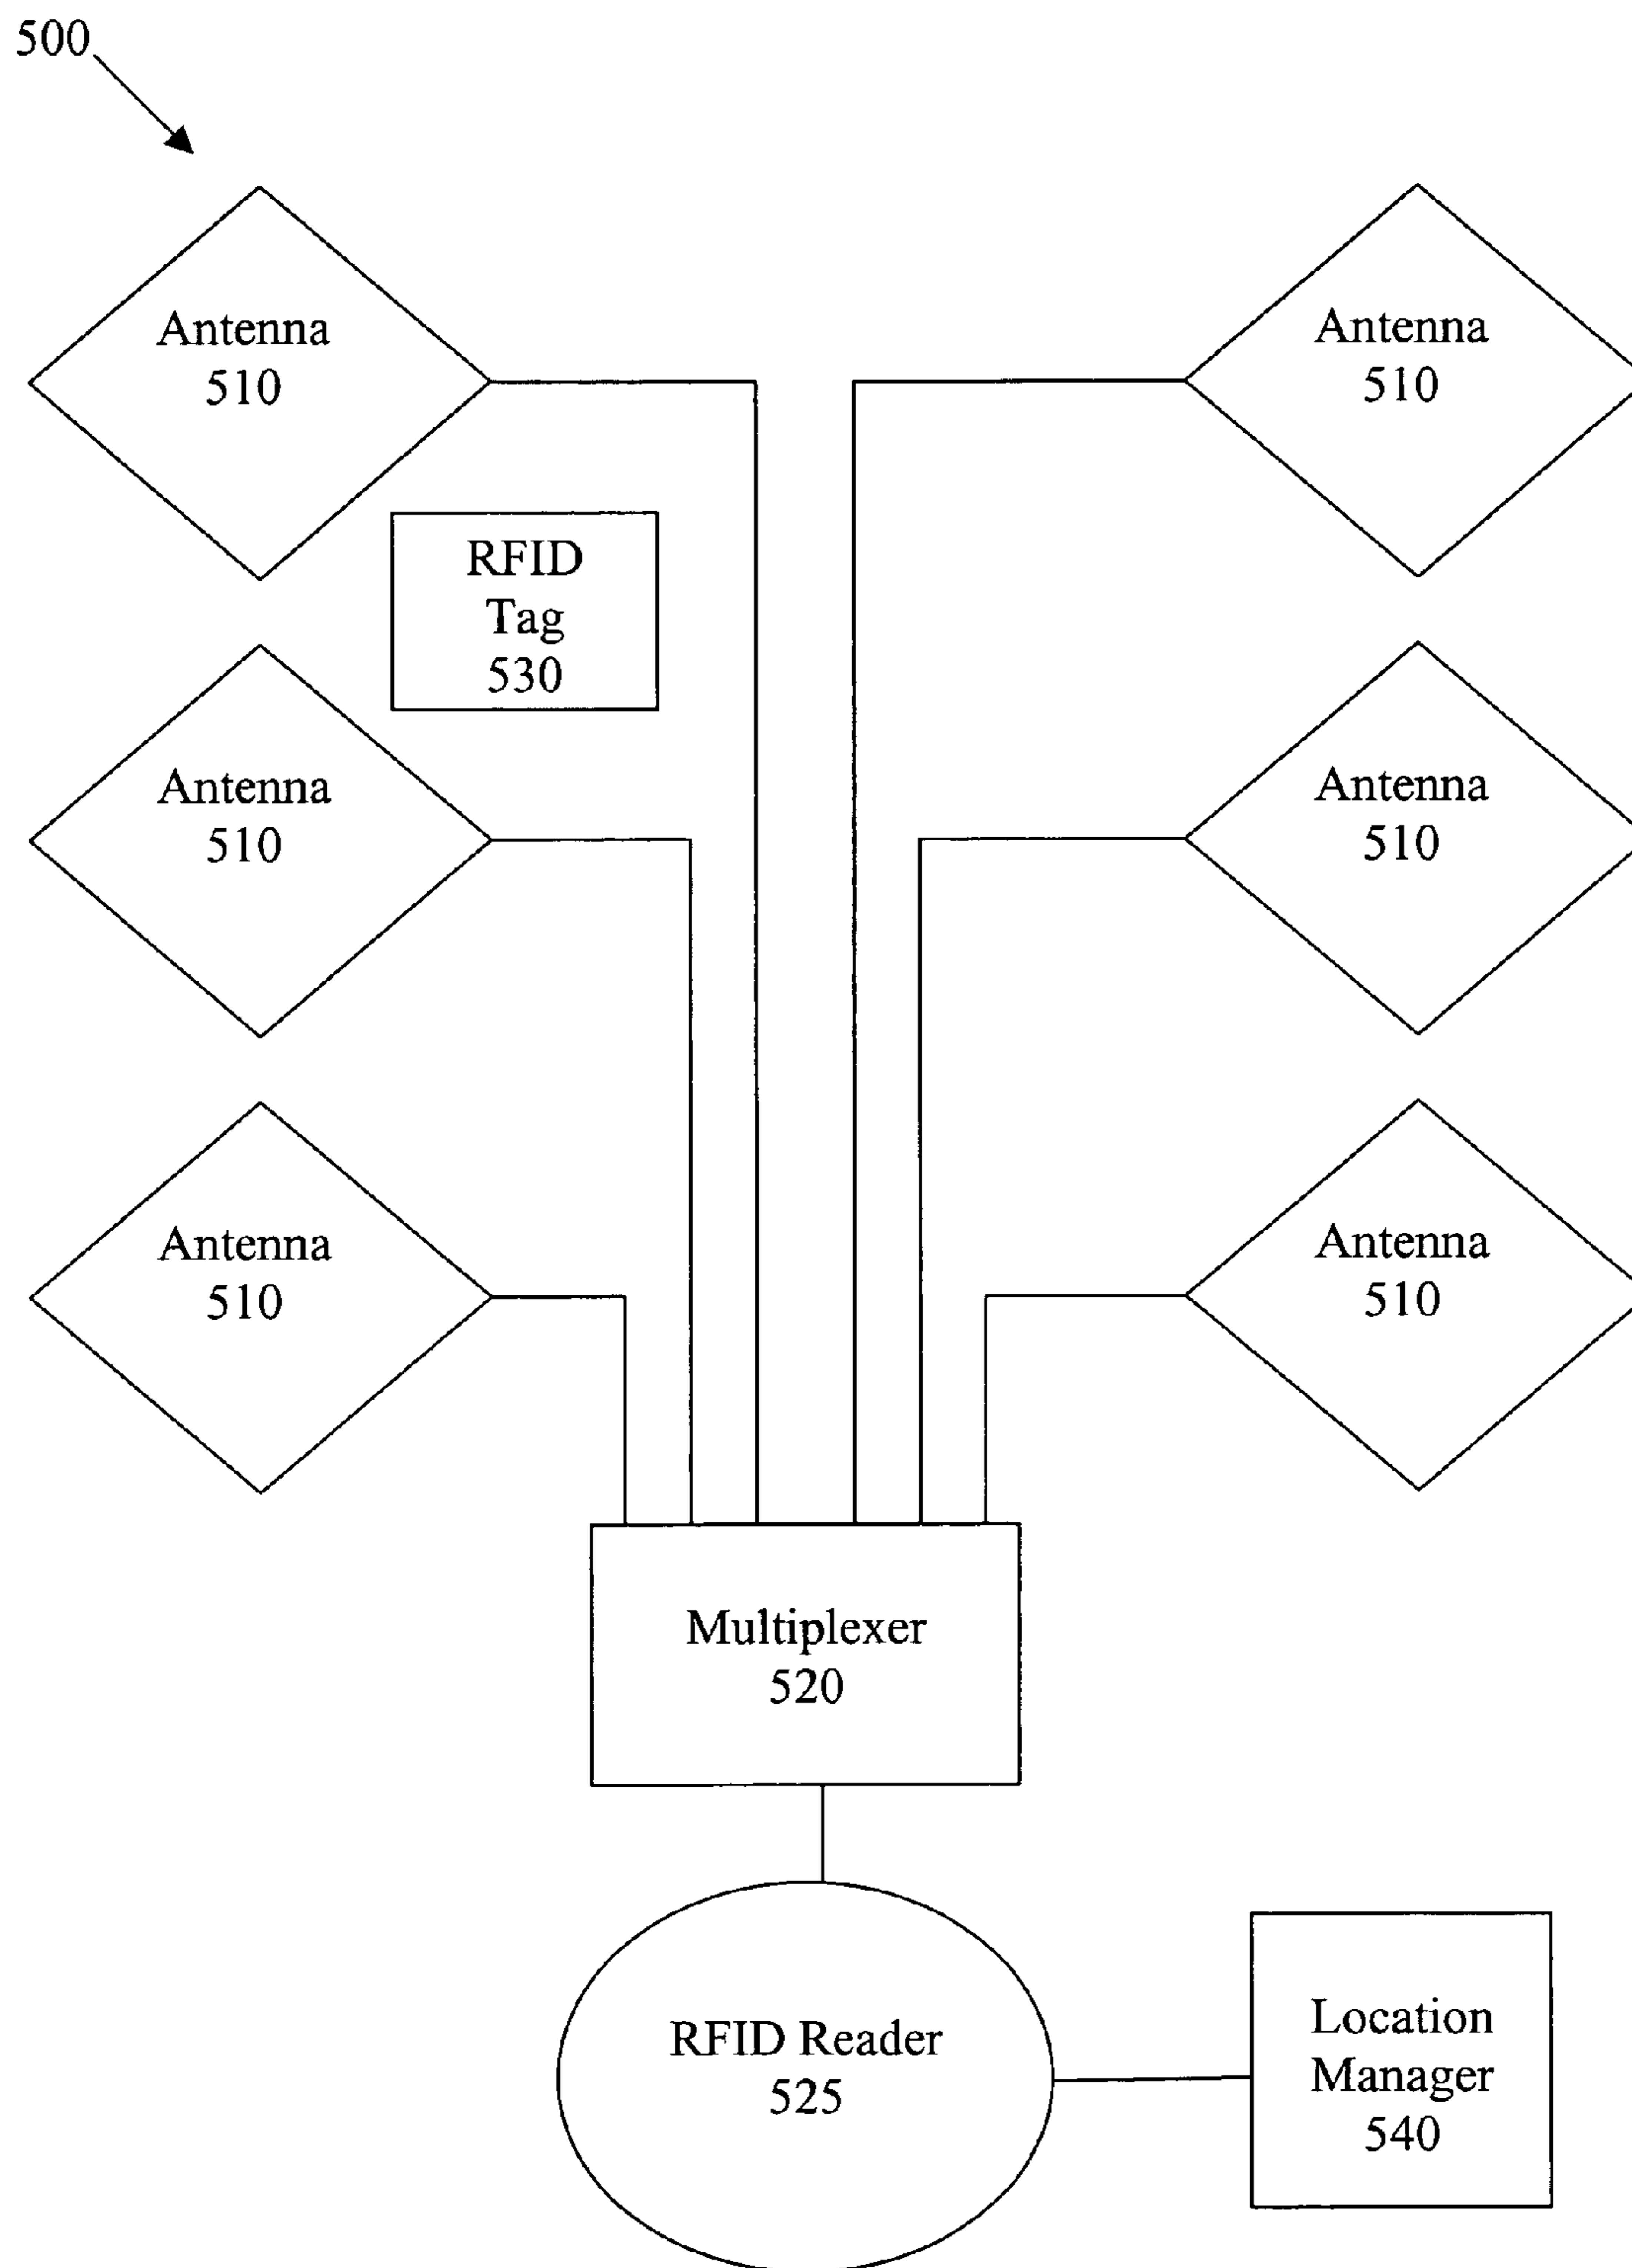 500
Antenna
510
Antenna
510
RFID
Tag
530
Antenna
510
Antenna
510
Antenna
510
Antenna
510
Multiplexer
520
RFID Reader
525
Location
Manager
540